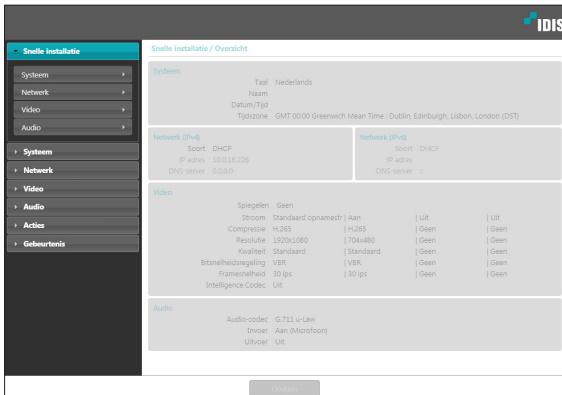 IDIS
Snelle installatie
Systeem
Netwerk
Video
Audio
Systeem
Netwerk
Video
Audio
Acties
Gebeurtenis
Snelle installatie / Overzicht
Systeem
Taal Nederlands
Naam
Datum/Tijd
Tijdszone GMT 00:00 Greenwich Mean Time : Dublin, Edinburgh, Lisbon, London (DST)
Netwerk (IPv4)
Soort DHCP
IP adres 10.0.16.226
DNS-server 0.0.0.0
Netwerk (IPv6)
Soort DHCP
IP adres
DNS-server ::
Video
Spiegelen Geen
Stroom Standaard opnamestr | Aan | Uit | Uit
Compressie H.265 | H.265 | Geen | Geen
Resolutie 1920x1080 | 704x480 | Geen | Geen
Kwaliteit Standaard | Standaard | Geen | Geen
Bitsnelheidsregeling VBR | VBR | Geen | Geen
Framesnelheid 30 ips | 30 ips | Geen | Geen
Intelligence Codec Uit
Audio
Audio-codec G.711 u-Law
Invoer Aan (Microfoon)
Uitvoer Uit